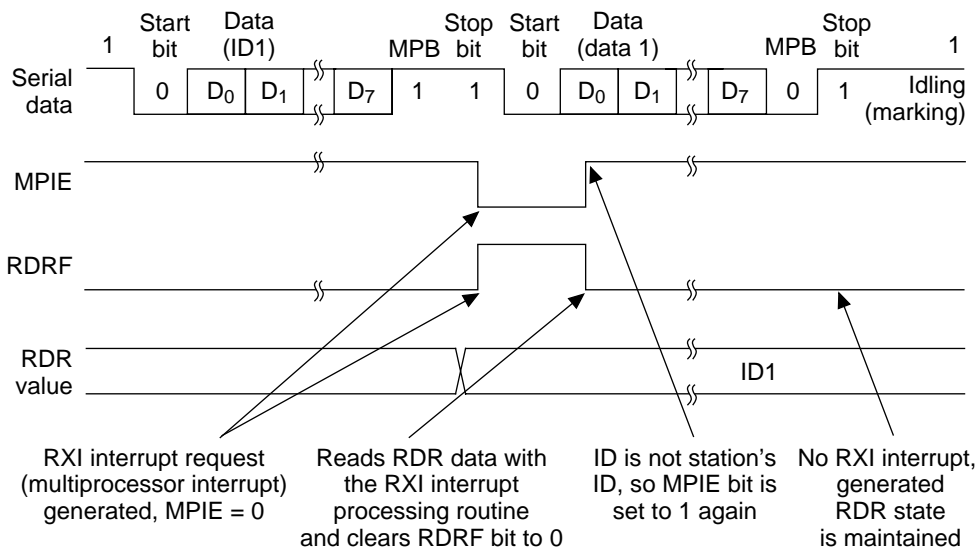 1
Start
bit
Data
(ID1)
MPB
Stop
bit
Start
bit
Data
(data 1)
MPB
Stop
bit
1
Serial
data
0 D0 D1 D7 1 1 0 D0 D1 D7 0 1
Idling
(marking)
MPIE
RDRF
RDR
value
ID1
RXI interrupt request
(multiprocessor interrupt)
generated, MPIE = 0
Reads RDR data with
the RXI interrupt
processing routine
and clears RDRF bit to 0
ID is not station's
ID, so MPIE bit is
set to 1 again
No RXI interrupt,
generated
RDR state
is maintained